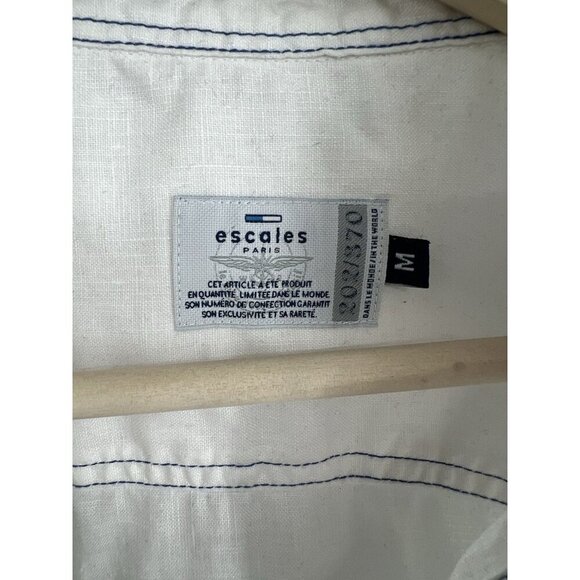 escales
PARIS
CET ARTICLE A ÉTÉ PRODUIT
EN QUANTITÉ LIMITÉE DANS LE MONDE.
SON NUMÉRO DE CONFECTION GARANTIT
SON EXCLUSIVITÉ ET SA RARETÉ.
202/370
DANS LE MONDE/IN THE WORLD
M